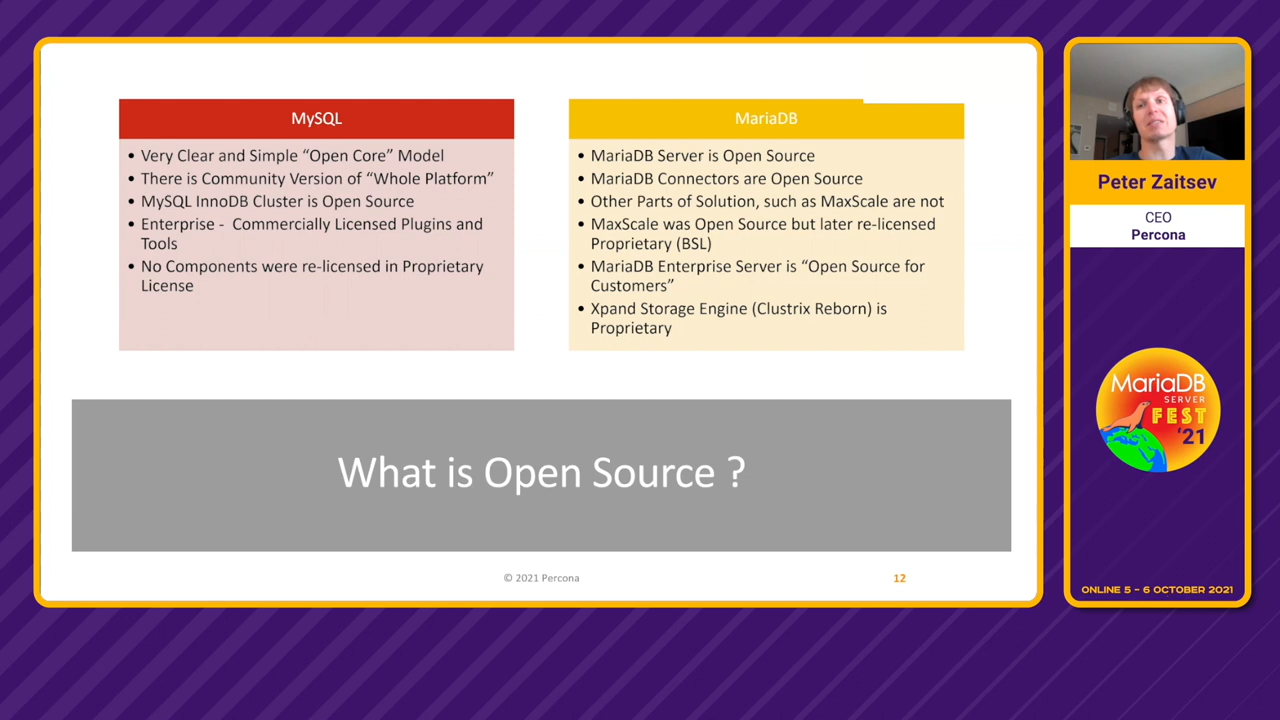 MySQL
• Very Clear and Simple “Open Core” Model
• There is Community Version of “Whole Platform”
• MySQL InnoDB Cluster is Open Source
• Enterprise - Commercially Licensed Plugins and
Tools
• No Components were re-licensed in Proprietary
License
MariaDB
• MariaDB Server is Open Source
• MariaDB Connectors are Open Source
• Other Parts of Solution, such as MaxScale are not
• MaxScale was Open Source but later re-licensed
Proprietary (BSL)
• MariaDB Enterprise Server is “Open Source for
Customers”
• Xpand Storage Engine (Clustrix Reborn) is
Proprietary
What is Open Source ?
© 2021 Percona
12
Peter Zaitsev
CEO
Percona
MariaDB
SERVER
FEST
'21
ONLINE 5 – 6 OCTOBER 2021